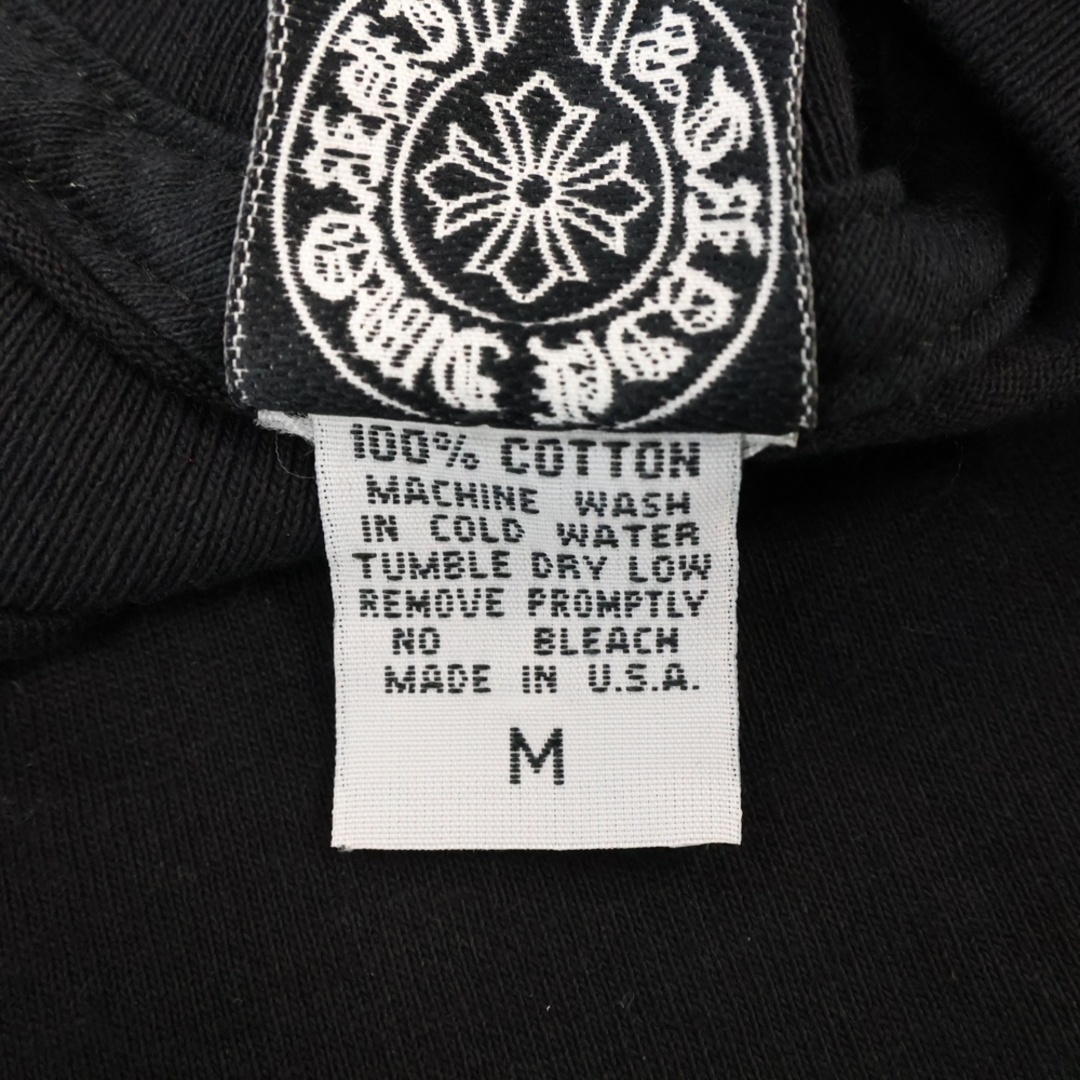 100% COTTON
MACHINE WASH
IN COLD WATER
TUMBLE DRY LOW
REMOVE PROMPTLY
NO BLEACH
MADE IN U.S.A.
M